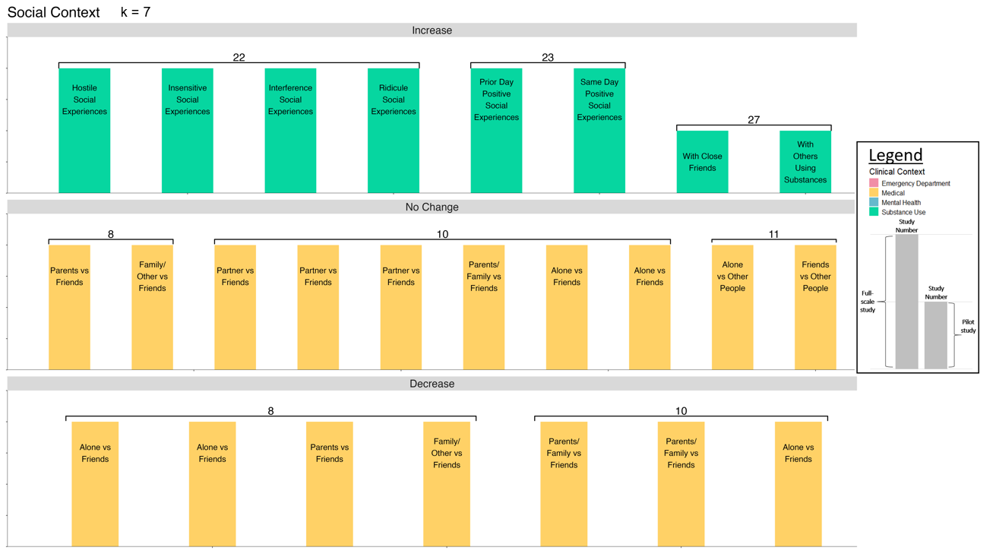 Social Context k = 7
Increase
22
23
27
Hostile
Social
Experiences
Insensitive
Social
Experiences
Interference
Social
Experiences
Ridicule
Social
Experiences
Prior Day
Positive
Social
Experiences
Same Day
Positive
Social
Experiences
With Close
Friends
With
Others
Using
Substances
No Change
8
10
11
Parents vs
Friends
Family/
Other vs
Friends
Partner vs
Friends
Partner vs
Friends
Partner vs
Friends
Parents/
Family vs
Friends
Alone vs
Friends
Alone vs
Friends
Alone
vs Other
People
Friends
vs Other
People
Decrease
8
10
Alone vs
Friends
Alone vs
Friends
Parents vs
Friends
Family/
Other vs
Friends
Parents/
Family vs
Friends
Parents/
Family vs
Friends
Alone vs
Friends
Legend
Clinical Context
Emergency Department
Medical
Mental Health
Substance Use
Study
Number
Study
Number
Full-
scale
study
Pilot
study